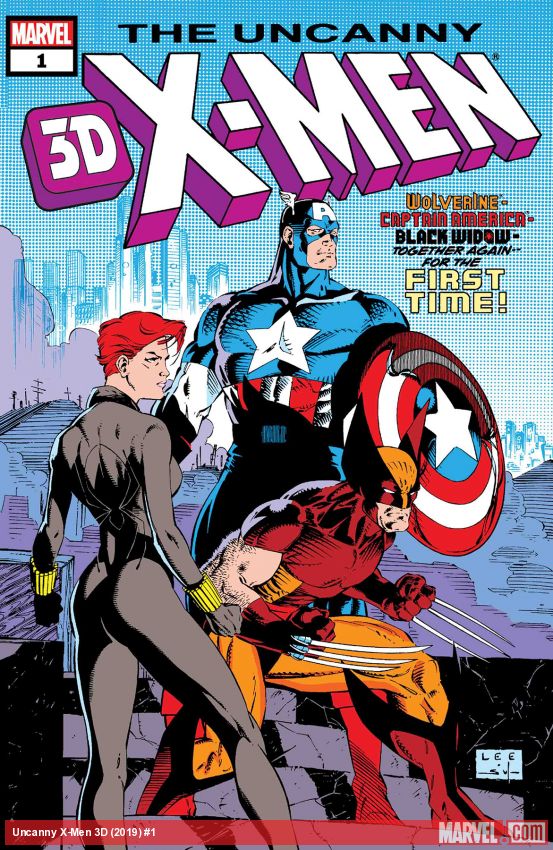 MARVEL
1
THE UNCANNY
X-MEN
3D
WOLVERINE-
CAPTAIN AMERICA-
BLACK WIDOW-
TOGETHER AGAIN--
FOR THE
FIRST
TIME!
LEE
Uncanny X-Men 3D (2019) #1
MARVEL.com